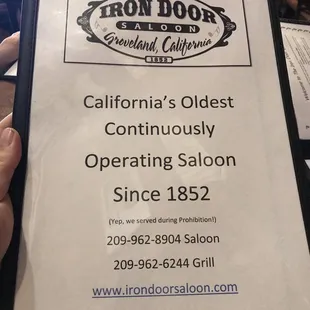 IRON DOOR
SALOON
Groveland, California
1852
California's Oldest
Continuously
Operating Saloon
Since 1852
(Yep, we served during Prohibition!)
209-962-8904 Saloon
209-962-6244 Grill
www.irondoorsaloon.com